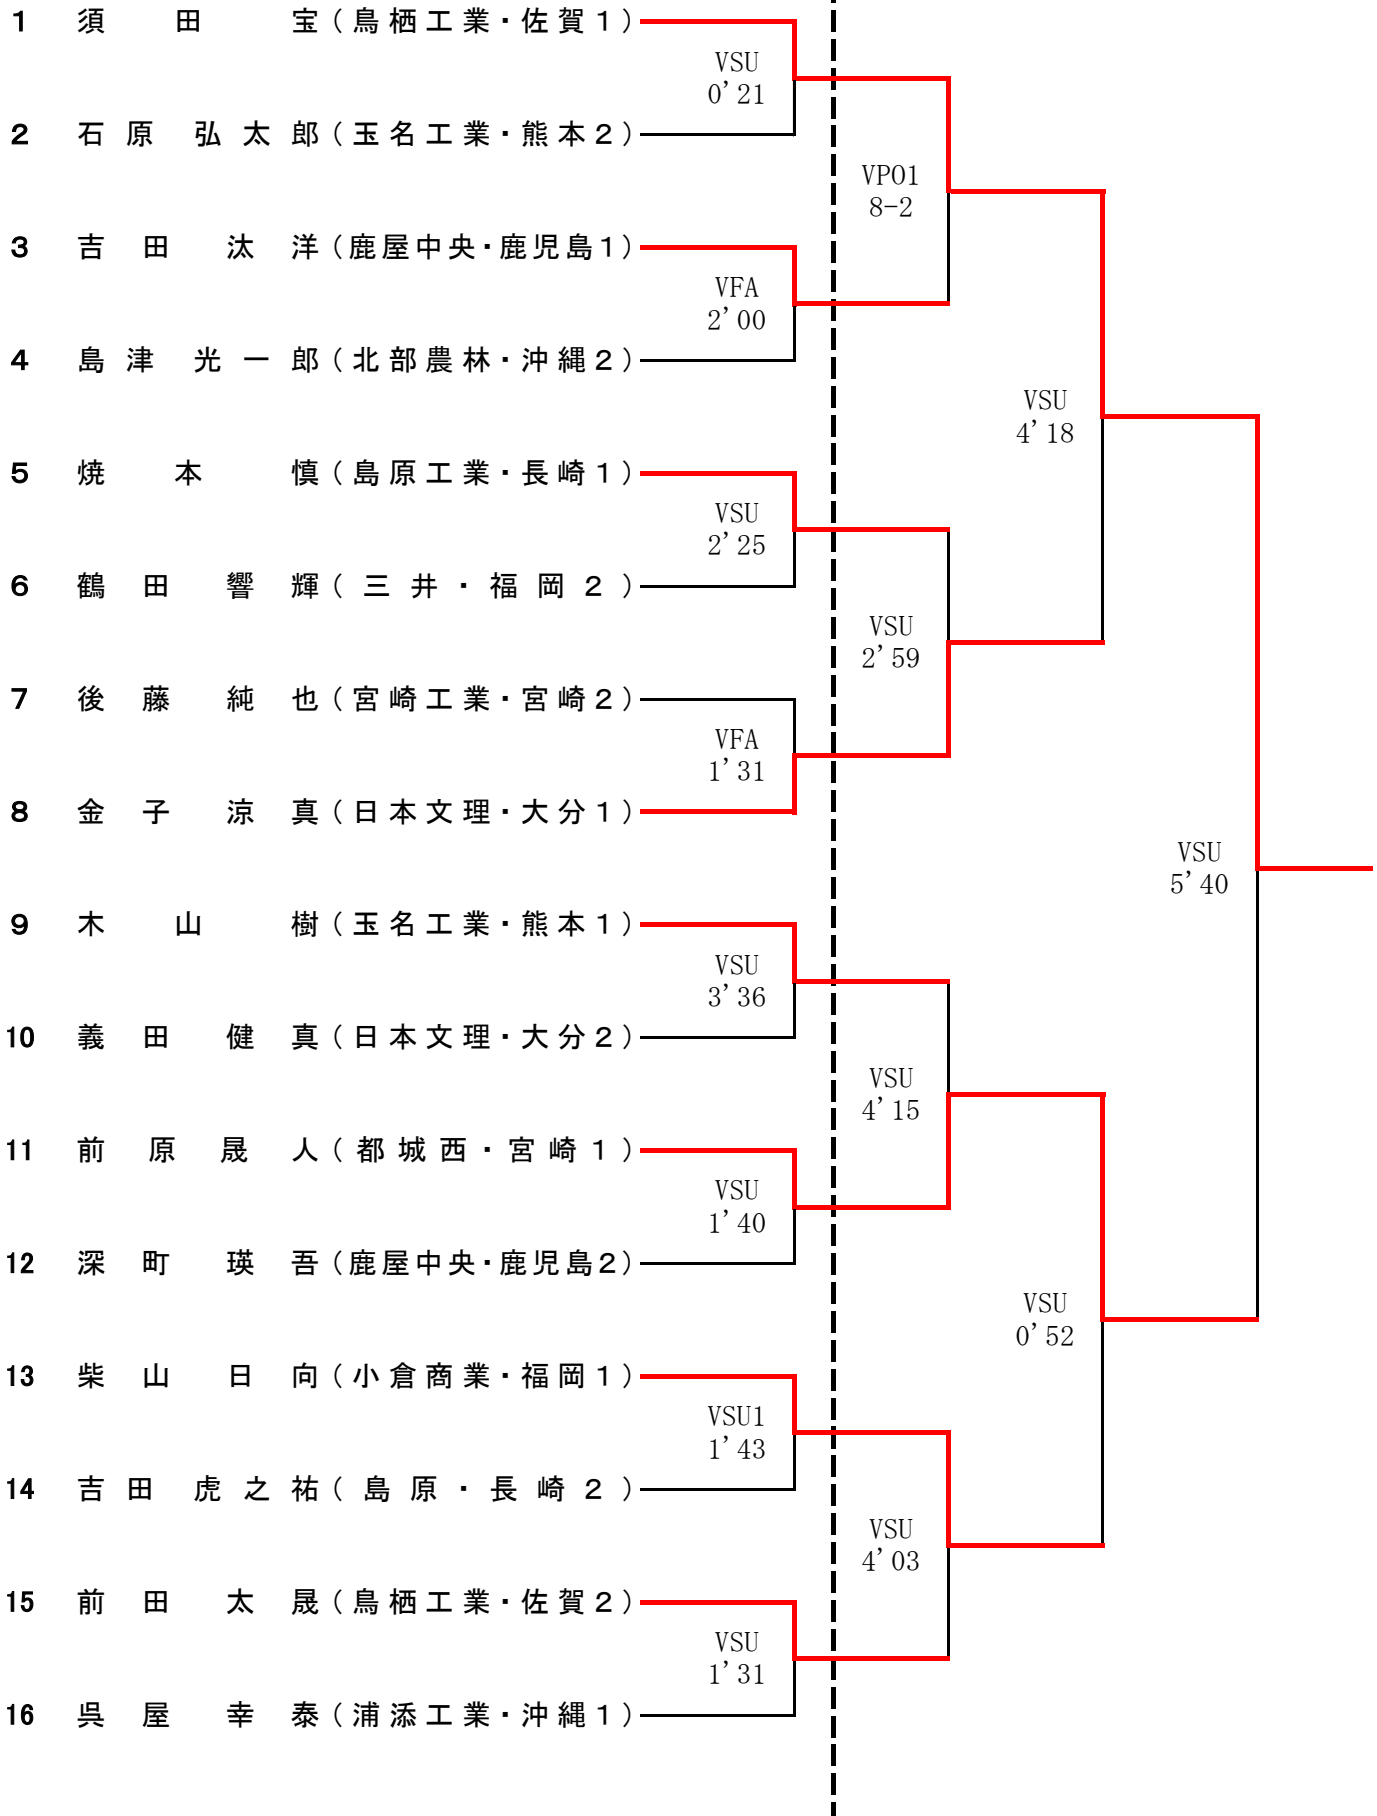 1 須田 宝（鳥栖工業・佐賀１）
VSU
0’21
2 石原 弘太郎（玉名工業・熊本２）
VPO1
8-2
3 吉田 汰洋（鹿屋中央・鹿児島１）
VFA
2’00
4 島津 光一郎（北部農林・沖縄２）
VSU
4’18
5 焼本 慎（島原工業・長崎１）
VSU
2’25
6 鶴田 響輝（三井・福岡２）
VSU
2’59
7 後藤 純也（宮崎工業・宮崎２）
VFA
1’31
8 金子 涼真（日本文理・大分１）
VSU
5’40
9 木山 樹（玉名工業・熊本１）
VSU
3’36
10 義田 健真（日本文理・大分２）
VSU
4’15
11 前原 晟人（都城西・宮崎１）
VSU
1’40
12 深町 瑛吾（鹿屋中央・鹿児島２）
VSU
0’52
13 柴山 日向（小倉商業・福岡１）
VSU1
1’43
14 吉田 虎之祐（島原・長崎２）
VSU
4’03
15 前田 太晟（鳥栖工業・佐賀２）
VSU
1’31
16 呉屋 幸泰（浦添工業・沖縄１）